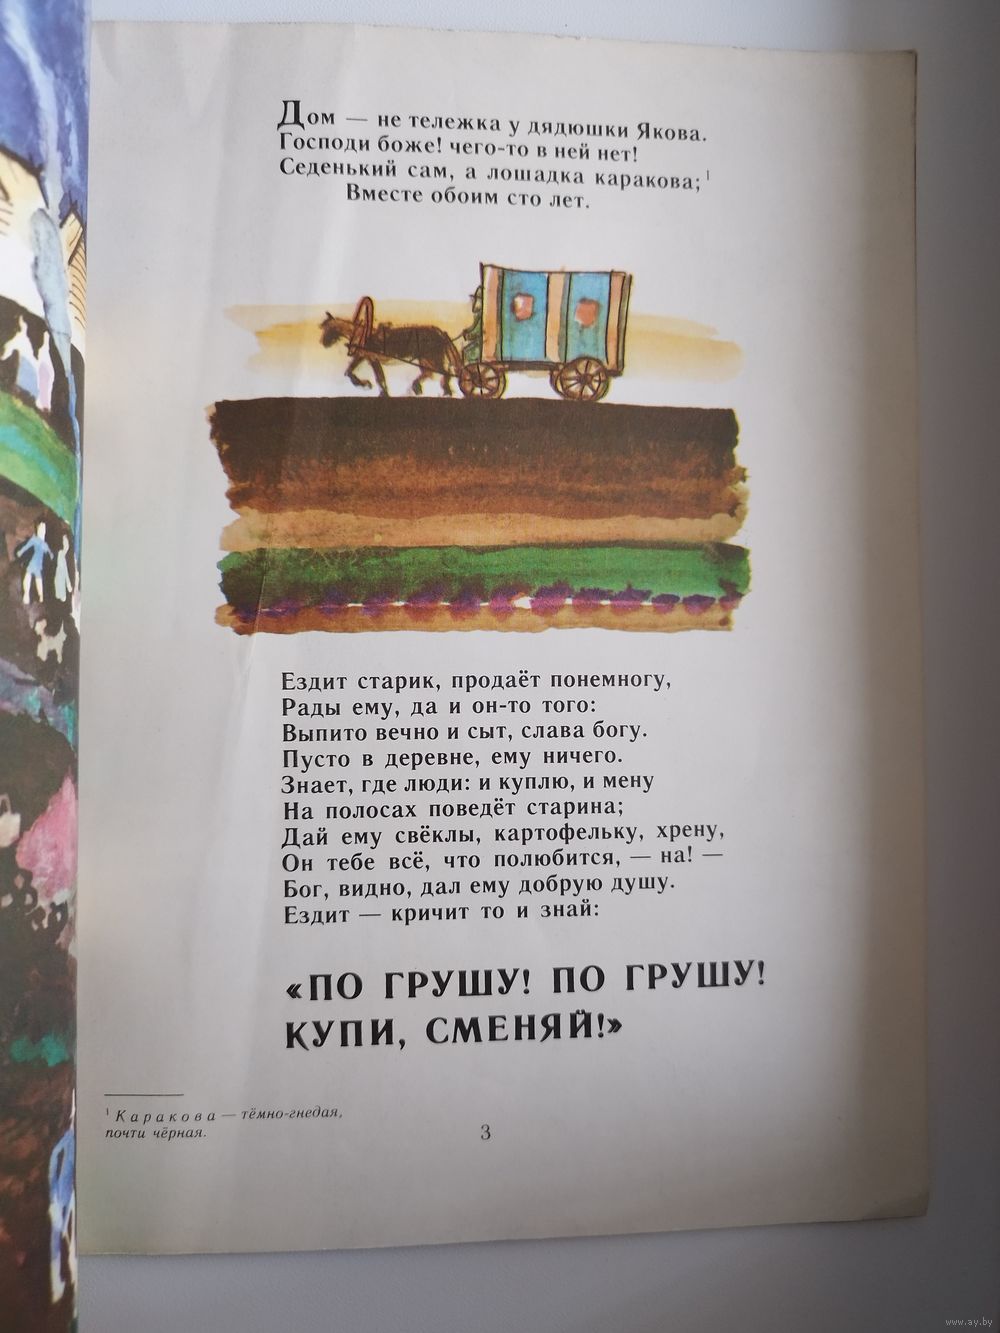 Дом — не тележка у дядюшки Якова.
Господи боже! чего-то в ней нет!
Седенький сам, а лошадка каракова;¹
Вместе обоим сто лет.
Ездит старик, продаёт понемногу,
Рады ему, да и он-то того:
Выпито вечно и сыт, слава богу.
Пусто в деревне, ему ничего.
Знает, где люди: и куплю, и мену
На полосах поведёт старина;
Дай ему свёклы, картофельку, хрену,
Он тебе всё, что полюбится, — на! —
Бог, видно, дал ему добрую душу.
Ездит — кричит то и знай:
«ПО ГРУШУ! ПО ГРУШУ!
КУПИ, СМЕНЯЙ!»
¹ Каракова — тёмно-гнедая,
почти чёрная.
3
www.ay.by